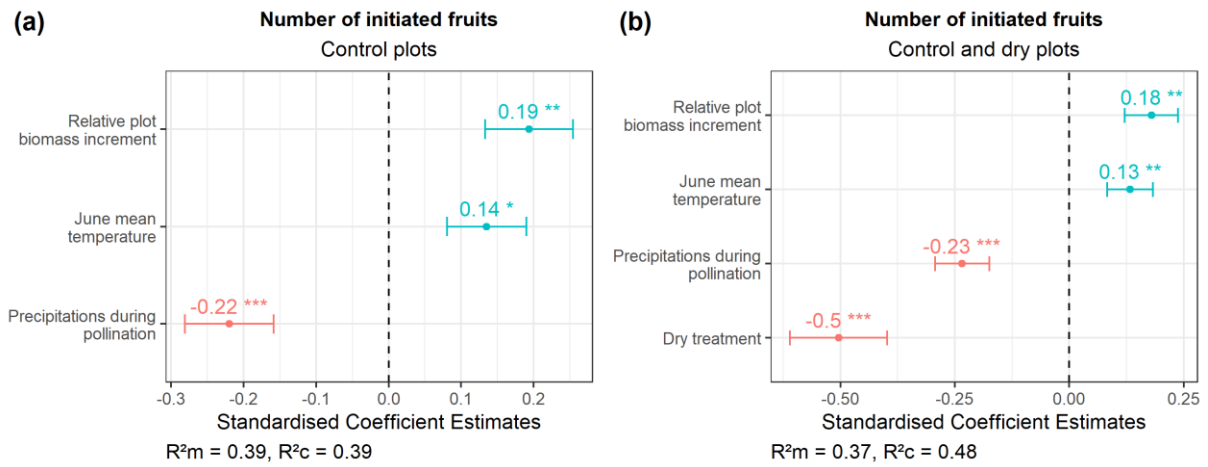 (a)
Number of initiated fruits
Control plots
Relative plot
biomass increment
0.19 **
June mean
temperature
0.14 *
Precipitations during
pollination
-0.22 ***
-0.3 -0.2 -0.1 0.0 0.1 0.2
Standardised Coefficient Estimates
R²m = 0.39, R²c = 0.39
(b)
Number of initiated fruits
Control and dry plots
Relative plot
biomass increment
0.18 **
June mean
temperature
0.13 **
Precipitations during
pollination
-0.23 ***
Dry treatment
-0.5 ***
-0.50 -0.25 0.00 0.25
Standardised Coefficient Estimates
R²m = 0.37, R²c = 0.48